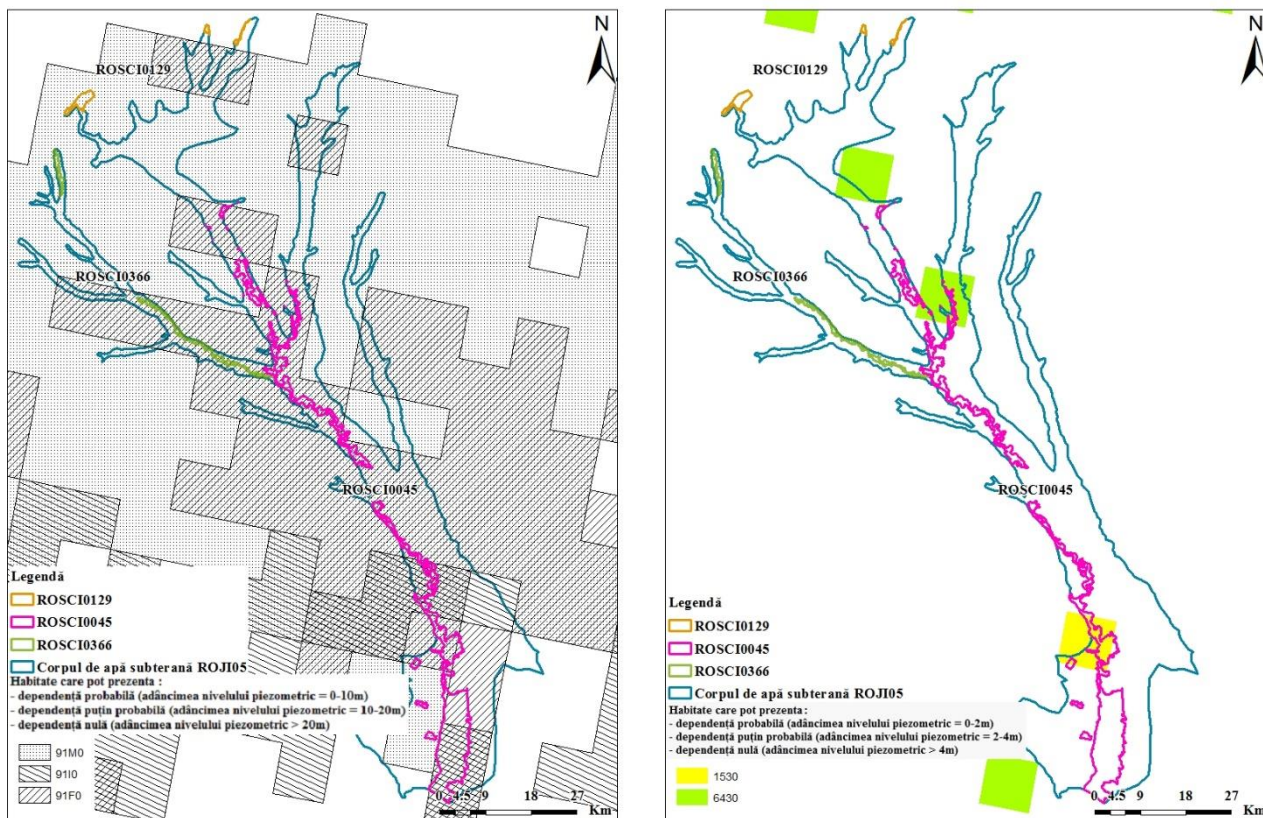 N
ROSCI0129
ROSCI0366
ROSCI0045
Legendă
ROSCI0129
ROSCI0045
ROSCI0366
Corpul de apă subterană ROJI05
Habitate care pot prezenta :
- dependență probabilă (adâncimea nivelului piezometric = 0-10m)
- dependență puțin probabilă (adâncimea nivelului piezometric = 10-20m)
- dependență nulă (adâncimea nivelului piezometric > 20m)
91M0
91I0
91F0
0 4.5 9 18 27
Km
N
ROSCI0129
ROSCI0366
ROSCI0045
Legendă
ROSCI0129
ROSCI0045
ROSCI0366
Corpul de apă subterană ROJI05
Habitate care pot prezenta :
- dependență probabilă (adâncimea nivelului piezometric = 0-2m)
- dependență puțin probabilă (adâncimea nivelului piezometric = 2-4m)
- dependență nulă (adâncimea nivelului piezometric > 4m)
1530
6430
0 4.5 9 18 27
Km